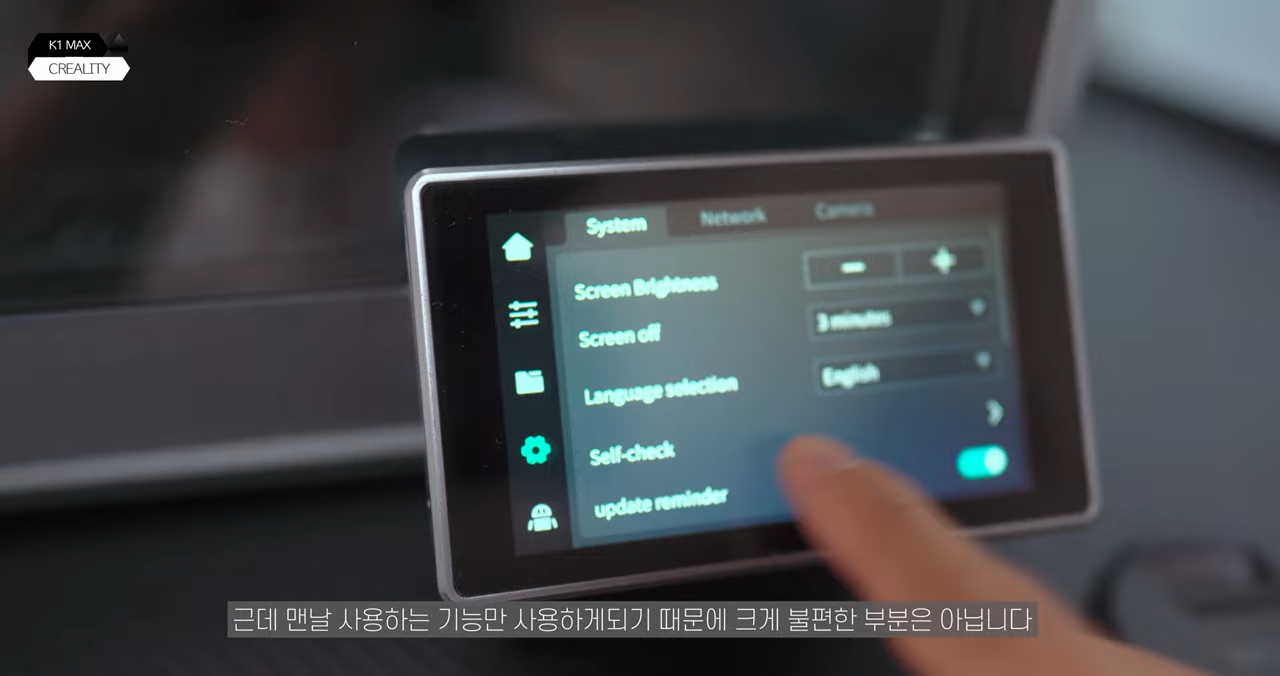 K1 MAX
CREALITY
System
Network
Camera
Screen Brightness
Screen off
3 minutes
Language selection
English
Self-check
update reminder
근데 맨날 사용하는 기능만 사용하게되기 때문에 크게 불편한 부분은 아닙니다